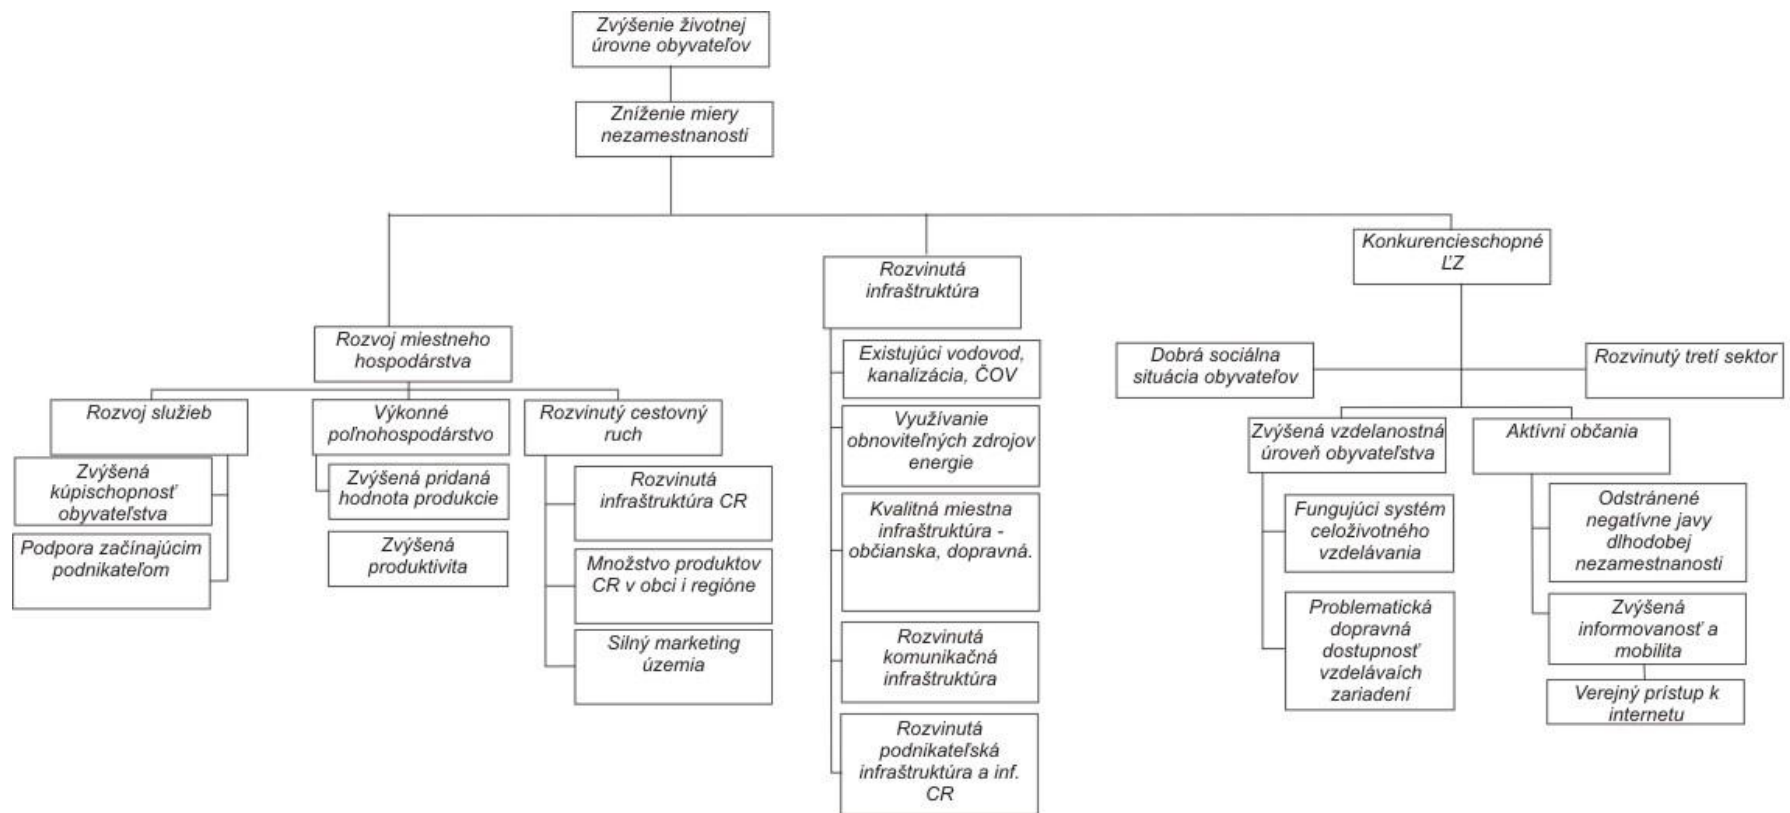 Zvýšenie životnej
úrovne obyvateľov
Zníženie miery
nezamestnanosti
Konkurencieschopné
ĽZ
Rozvinutá
infraštruktúra
Rozvoj miestneho
hospodárstva
Existujúci vodovod,
kanalizácia, ČOV
Dobrá sociálna
situácia obyvateľov
Rozvinutý tretí sektor
Rozvoj služieb
Výkonné
poľnohospodárstvo
Rozvinutý cestovný
ruch
Využívanie
obnoviteľných zdrojov
energie
Zvýšená vzdelanostná
úroveň obyvateľstva
Aktívni občania
Zvýšená
kúpischopnosť
obyvateľstva
Zvýšená pridaná
hodnota produkcie
Rozvinutá
infraštruktúra CR
Kvalitná miestna
infraštruktúra -
občianska, dopravná.
Fungujúci systém
celoživotného
vzdelávania
Odstránené
negatívne javy
dlhodobej
nezamestnanosti
Podpora začínajúcim
podnikateľom
Zvýšená
produktivita
Množstvo produktov
CR v obci i regióne
Problematická
dopravná
dostupnosť
vzdelávaích
zariadení
Zvýšená
informovanosť a
mobilita
Silný marketing
územia
Rozvinutá
komunikačná
infraštruktúra
Verejný prístup k
internetu
Rozvinutá
podnikateľská
infraštruktúra a inf.
CR